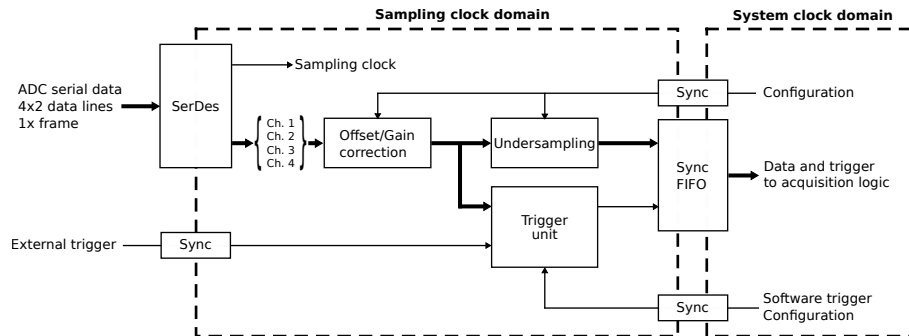 Sampling clock domain
System clock domain
ADC serial data
4x2 data lines
1x frame
SerDes
Sampling clock
Ch. 1
Ch. 2
Ch. 3
Ch. 4
Offset/Gain
correction
Undersampling
Sync
Configuration
Sync
FIFO
Data and trigger
to acquisition logic
Trigger
unit
External trigger
Sync
Sync
Software trigger
Configuration